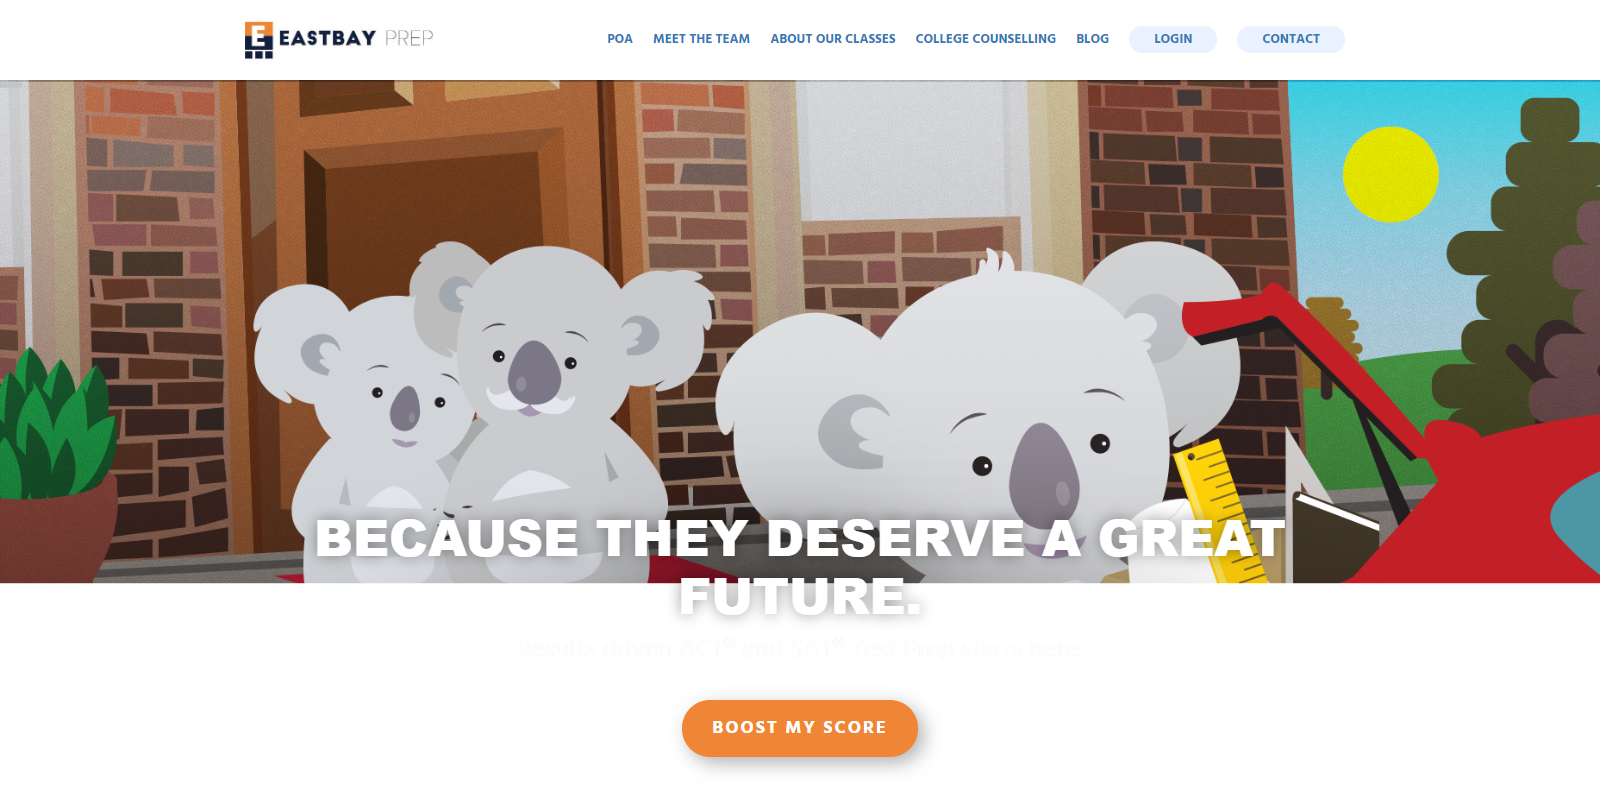 EASTBAY PREP
POA MEET THE TEAM ABOUT OUR CLASSES COLLEGE COUNSELLING BLOG LOGIN CONTACT
BECAUSE THEY DESERVE A GREAT
FUTURE.
Results driven ACT® and SAT® Test Prep starts here.
BOOST MY SCORE